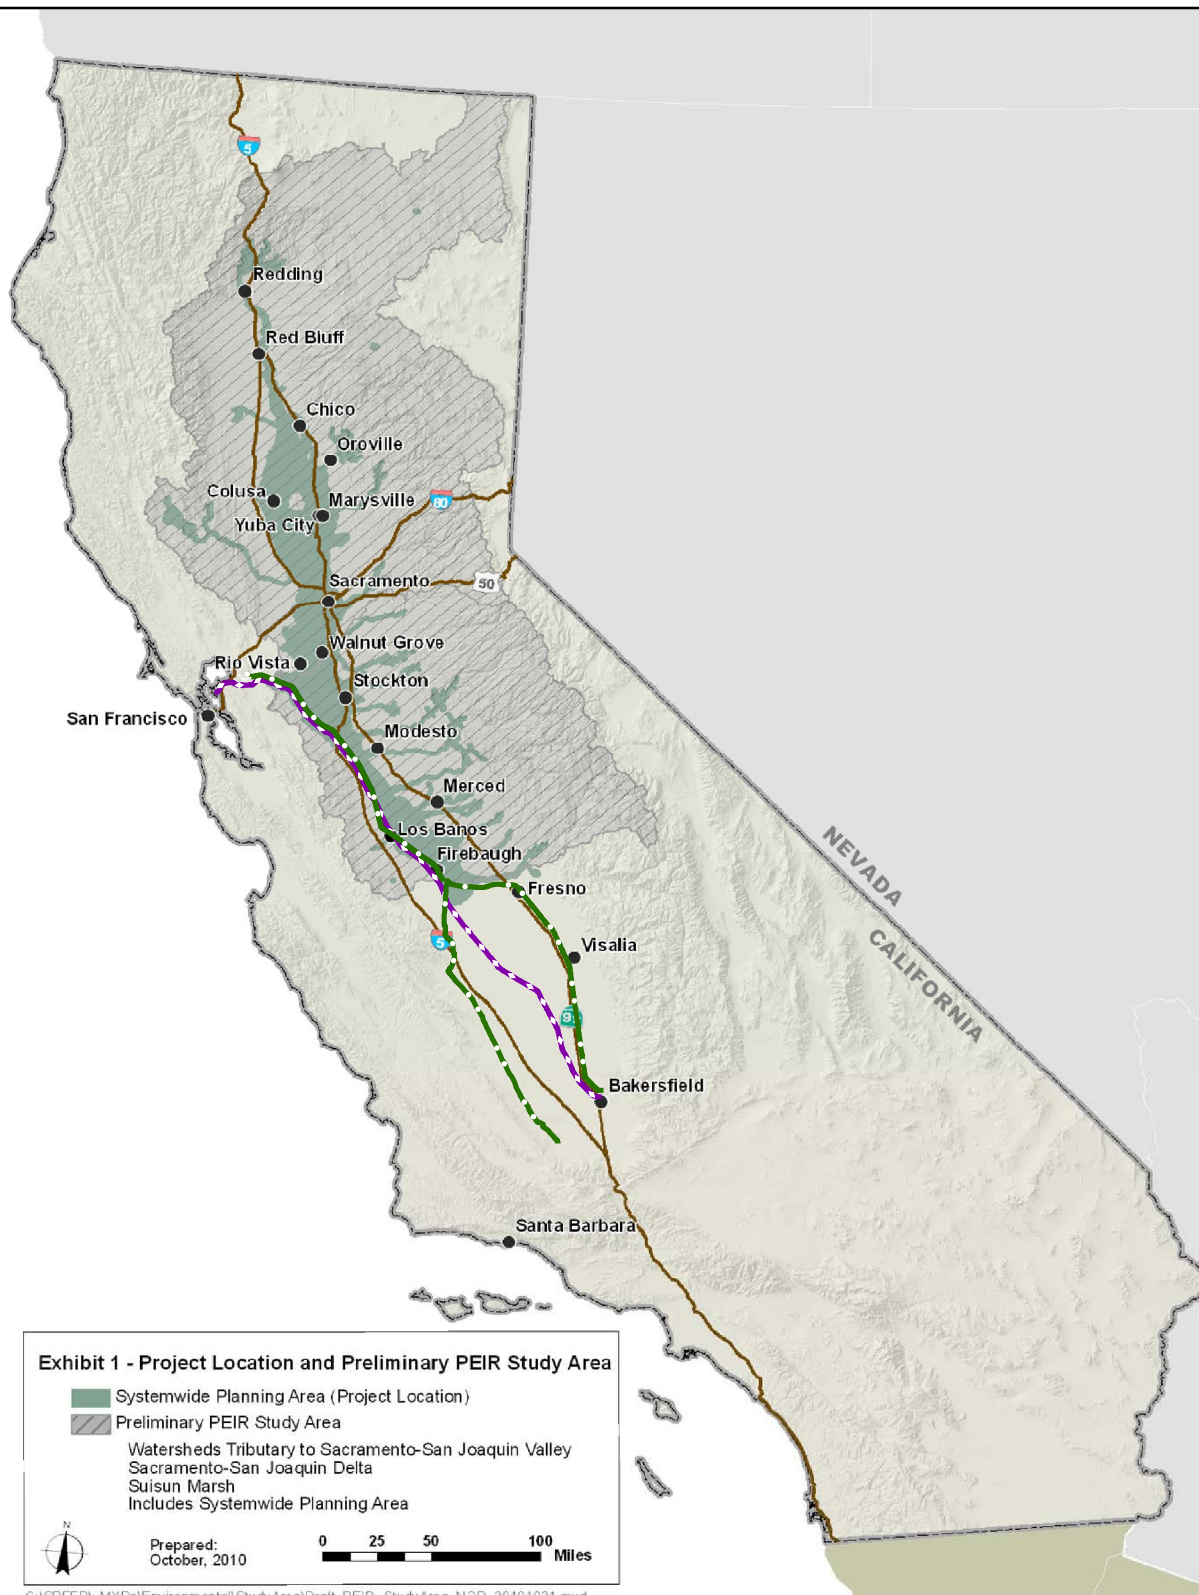 5
Redding
Red Bluff
Chico
Oroville
Colusa
Marysville
80
Yuba City
Sacramento
50
Walnut Grove
Rio Vista
Stockton
San Francisco
Modesto
Merced
Los Banos
Firebaugh
NEVADA
Fresno
5
Visalia
CALIFORNIA
9
Bakersfield
Santa Barbara
Exhibit 1 - Project Location and Preliminary PEIR Study Area
Systemwide Planning Area (Project Location)
Preliminary PEIR Study Area
Watersheds Tributary to Sacramento-San Joaquin Valley
Sacramento-San Joaquin Delta
Suisun Marsh
Includes Systemwide Planning Area
N
Prepared:
October, 2010
0 25 50 100
Miles